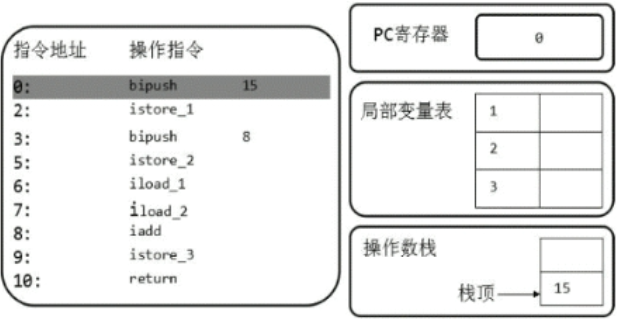 指令地址 操作指令
0: bipush 15
2: istore_1
3: bipush 8
5: istore_2
6: iload_1
7: iload_2
8: iadd
9: istore_3
10: return
PC寄存器 0
局部变量表
1
2
3
操作数栈
栈顶 15